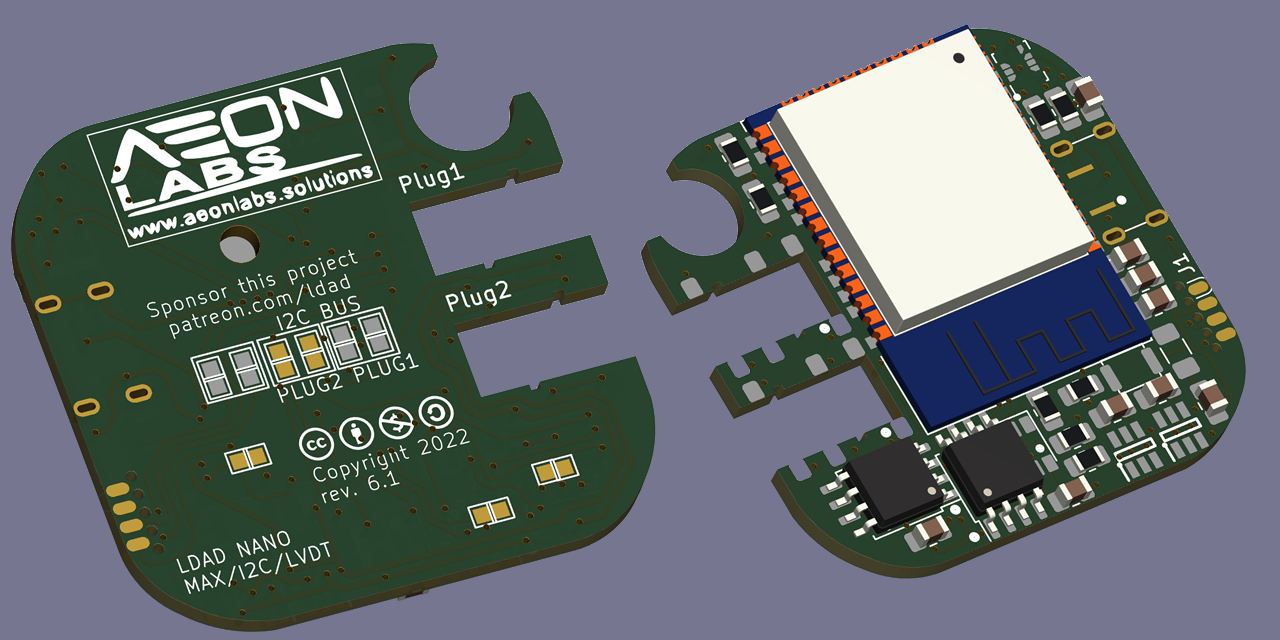 AEON
LABS
www.aeonlabs.solutions
Plug1
Plug2
Sponsor this project
patreon.com/ldad
I2C BUS
PLUG2 PLUG1
cc
Copyright 2022
rev. 6.1
LDAD NANO
MAX/I2C/LVDT
J1